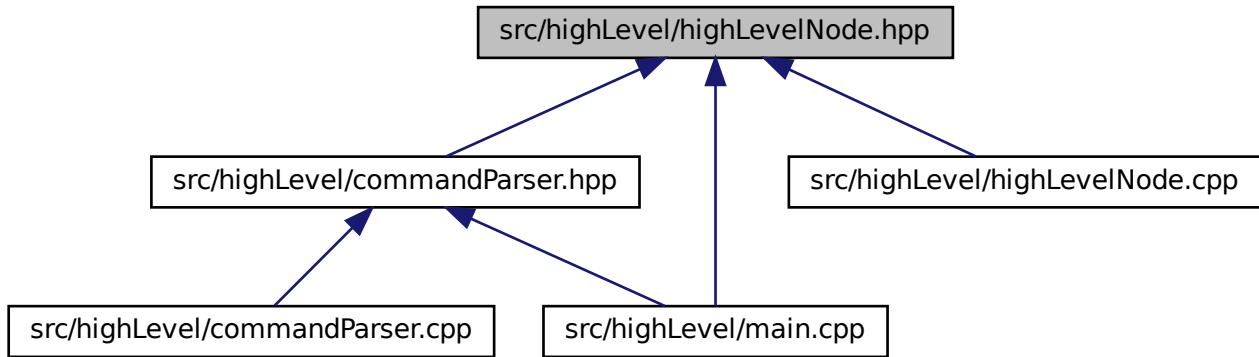 src/highLevel/highLevelNode.hpp
src/highLevel/commandParser.hpp
src/highLevel/highLevelNode.cpp
src/highLevel/commandParser.cpp
src/highLevel/main.cpp